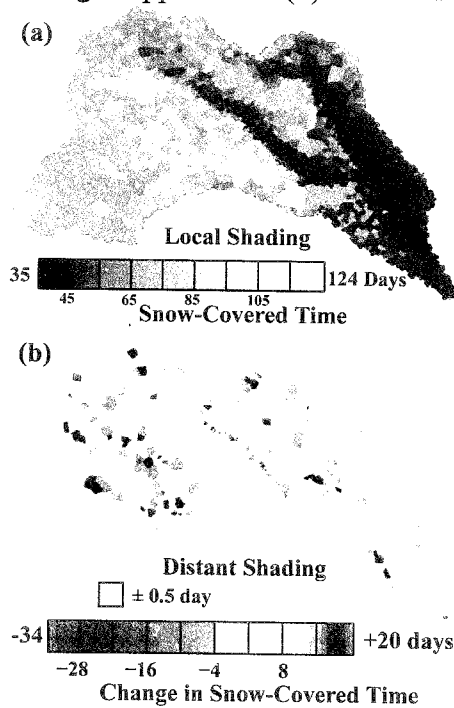 (a)
Local Shading
35 124 Days
45 65 85 105
Snow-Covered Time
(b)
Distant Shading
± 0.5 day
-34 +20 days
−28 −16 −4 8
Change in Snow-Covered Time